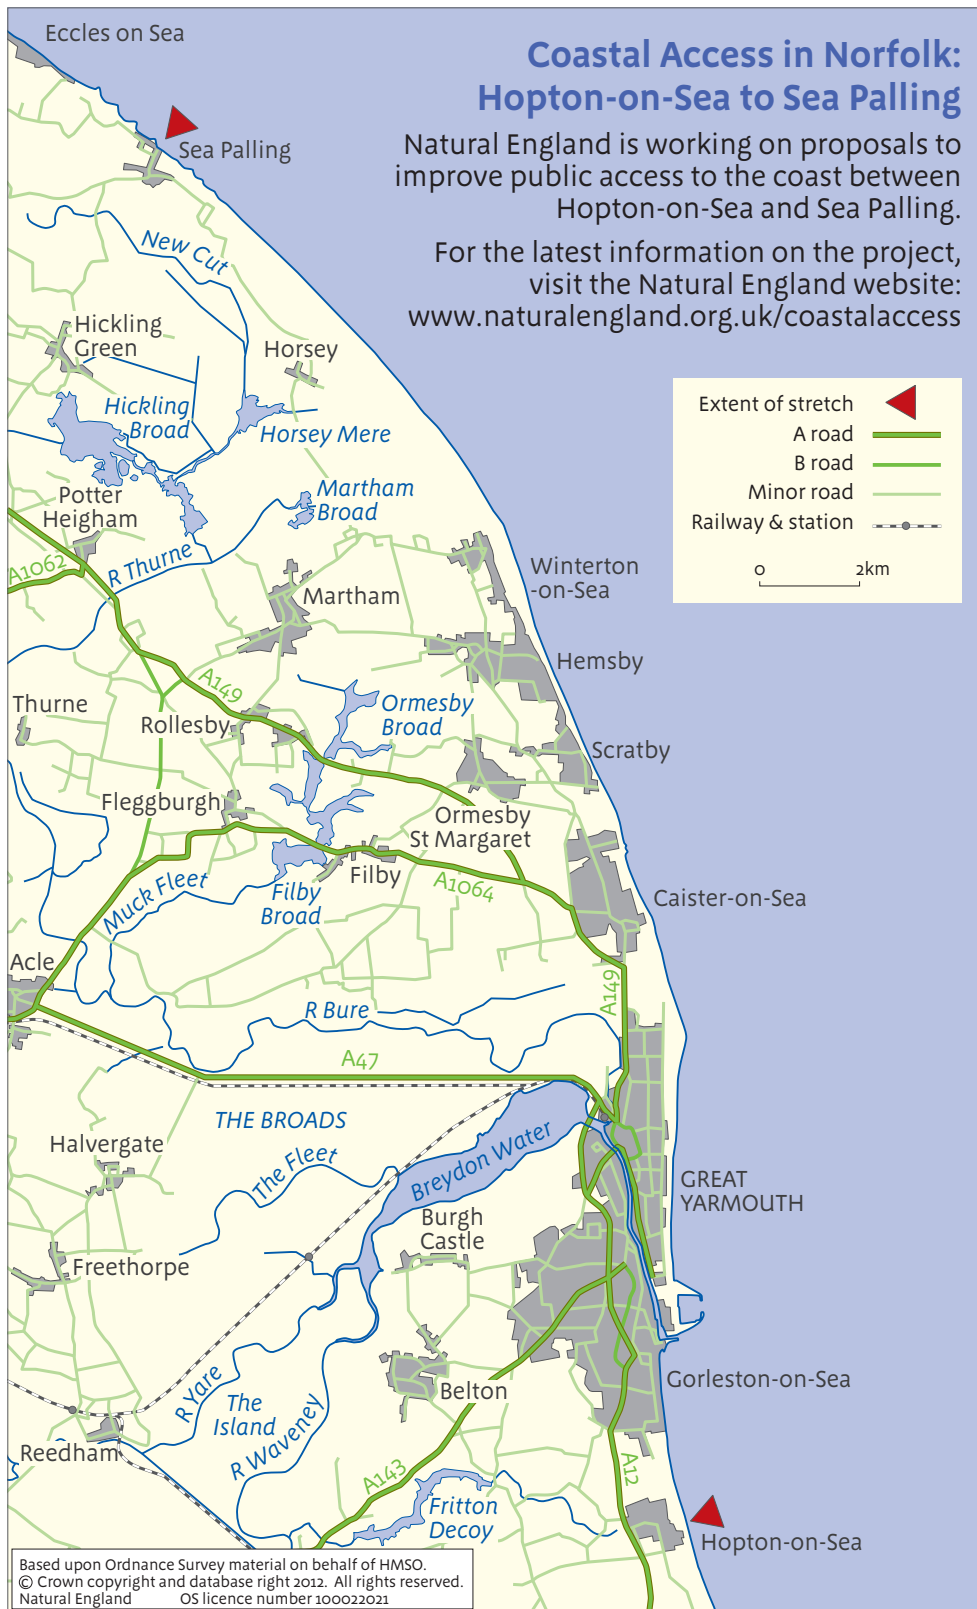 Coastal Access in Norfolk:
Hopton-on-Sea to Sea Palling
Natural England is working on proposals to
improve public access to the coast between
Hopton-on-Sea and Sea Palling.
For the latest information on the project,
visit the Natural England website:
www.naturalengland.org.uk/coastalaccess
Extent of stretch
A road
B road
Minor road
Railway & station
0 2km
Eccles on Sea
Sea Palling
New Cut
Hickling
Green
Horsey
Hickling
Broad
Horsey Mere
Martham
Broad
Potter
Heigham
A1062
R Thurne
Winterton
-on-Sea
Martham
Hemsby
A149
Thurne
Ormesby
Broad
Rollesby
Scratby
Fleggburgh
Ormesby
St Margaret
Filby
A1064
Muck Fleet
Filby
Broad
Caister-on-Sea
Acle
A149
R Bure
A47
THE BROADS
Halvergate
The Fleet
Breydon Water
GREAT
YARMOUTH
Burgh
Castle
Freethorpe
Gorleston-on-Sea
R Yare
The
Island
Belton
R Waveney
Reedham
A143
A12
Fritton
Decoy
Hopton-on-Sea
Based upon Ordnance Survey material on behalf of HMSO.
© Crown copyright and database right 2012. All rights reserved.
Natural England OS licence number 100022021